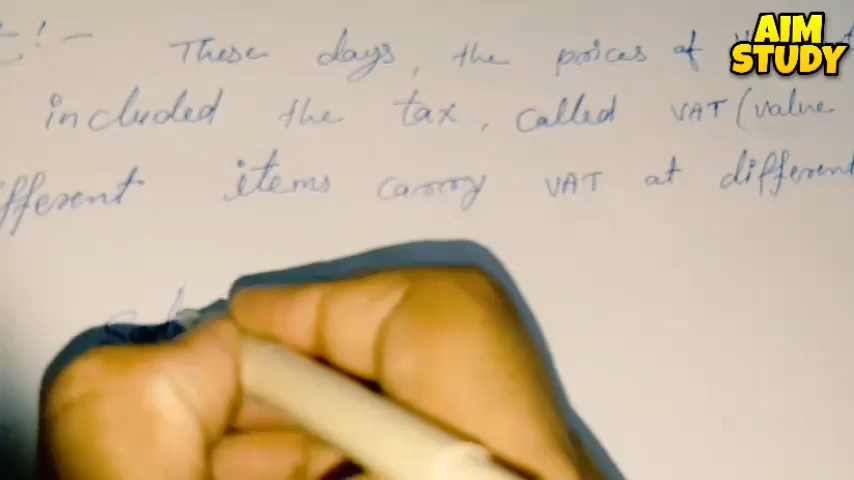 These days, the prices of
AIM
STUDY
included the tax, called VAT (value
ifferent items carry VAT at different